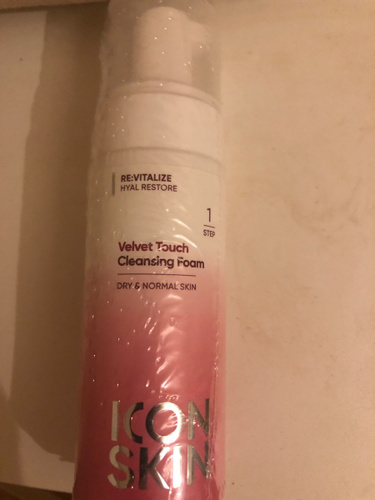 RE:VITALIZE
HYAL RESTORE
1
STEP
Velvet Touch
Cleansing Foam
DRY & NORMAL SKIN
ICON
SKIN